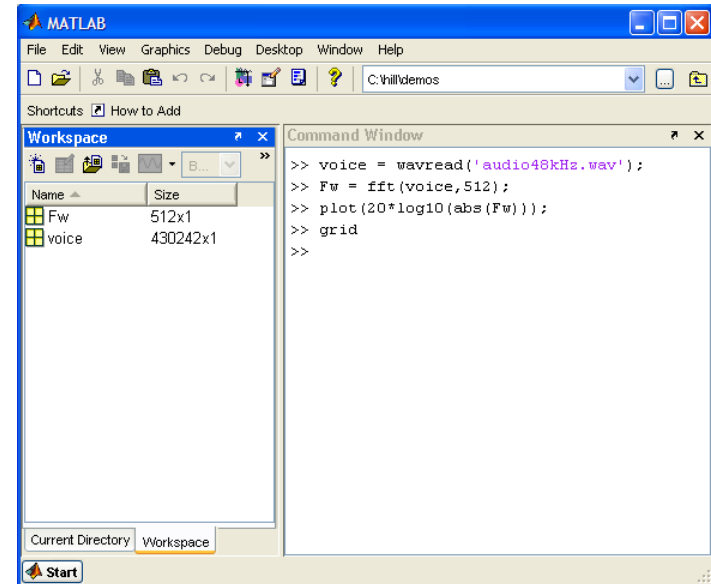 MATLAB
File Edit View Graphics Debug Desktop Window Help
C:\hill\demos
Shortcuts How to Add
Workspace
B...
Name Size
Fw 512x1
voice 430242x1
Current Directory Workspace
Command Window
>> voice = wavread('audio48kHz.wav');
>> Fw = fft(voice,512);
>> plot(20*log10(abs(Fw)));
>> grid
>>
Start